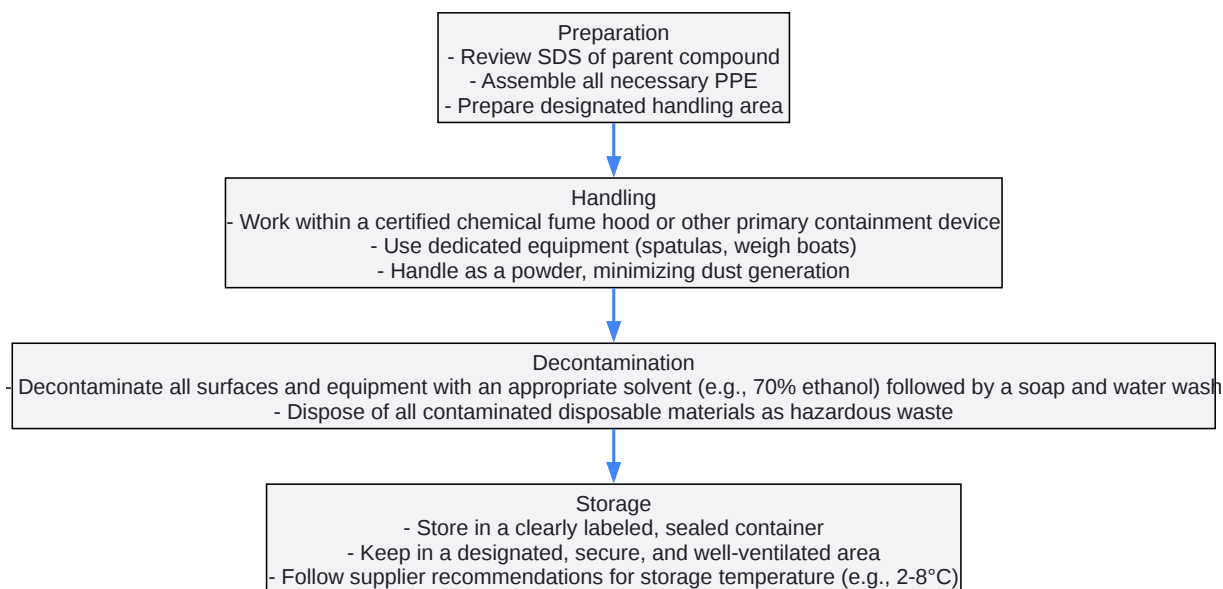 Preparation
- Review SDS of parent compound
- Assemble all necessary PPE
- Prepare designated handling area
Handling
- Work within a certified chemical fume hood or other primary containment device
- Use dedicated equipment (spatulas, weigh boats)
- Handle as a powder, minimizing dust generation
Decontamination
- Decontaminate all surfaces and equipment with an appropriate solvent (e.g., 70% ethanol) followed by a soap and water wash
- Dispose of all contaminated disposable materials as hazardous waste
Storage
- Store in a clearly labeled, sealed container
- Keep in a designated, secure, and well-ventilated area
- Follow supplier recommendations for storage temperature (e.g., 2-8°C)